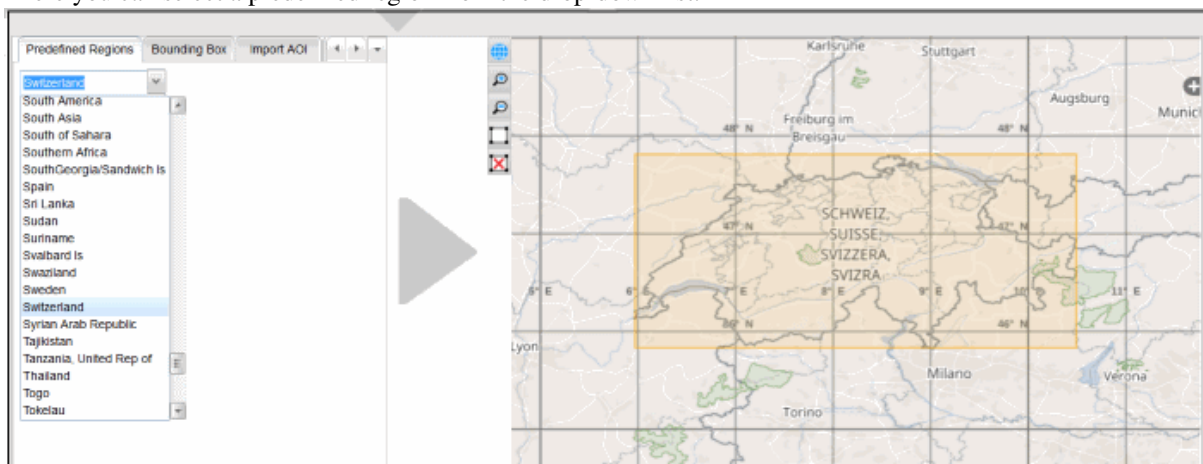 Predefined Regions
Bounding Box
Import AOI
Switzerland
South America
South Asia
South of Sahara
Southern Africa
SouthGeorgia/Sandwich Is
Spain
Sri Lanka
Sudan
Suriname
Svalbard Is
Swaziland
Sweden
Switzerland
Syrian Arab Republic
Tajikistan
Tanzania, United Rep of
Thailand
Togo
Tokelau
Karlsruhe
Stuttgart
Augsburg
Munic
Freiburg im
Breisgau
48° N
48° N
SCHWEIZ,
SUISSE,
SVIZZERA,
SVIZRA
47° N
47° N
6° E
7° E
8° E
9° E
10° E
11° E
46° N
46° N
Lyon
Milano
Verona
Torino